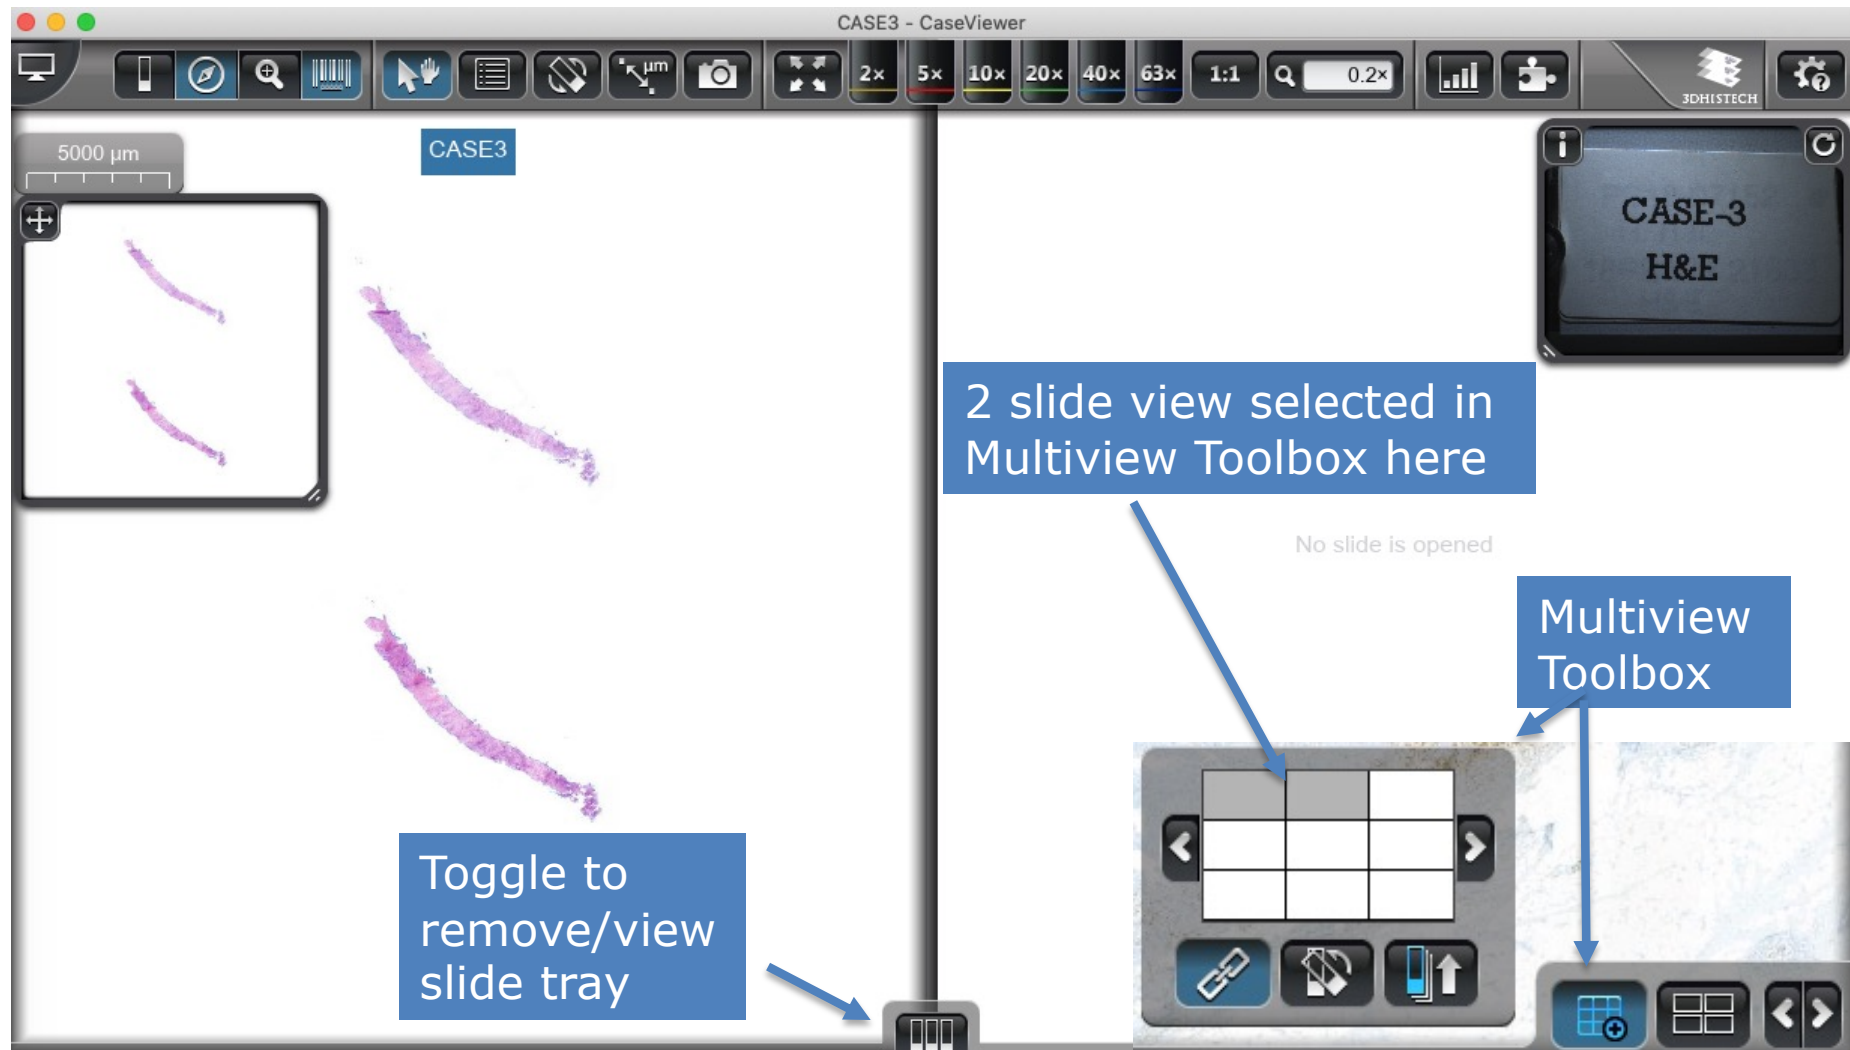 CASE3 - CaseViewer
µm
2×
5×
10×
20×
40×
63×
1:1
0.2×
3DHISTECH
5000 µm
CASE3
CASE-3
H&E
2 slide view selected in
Multiview Toolbox here
No slide is opened
Multiview
Toolbox
Toggle to
remove/view
slide tray